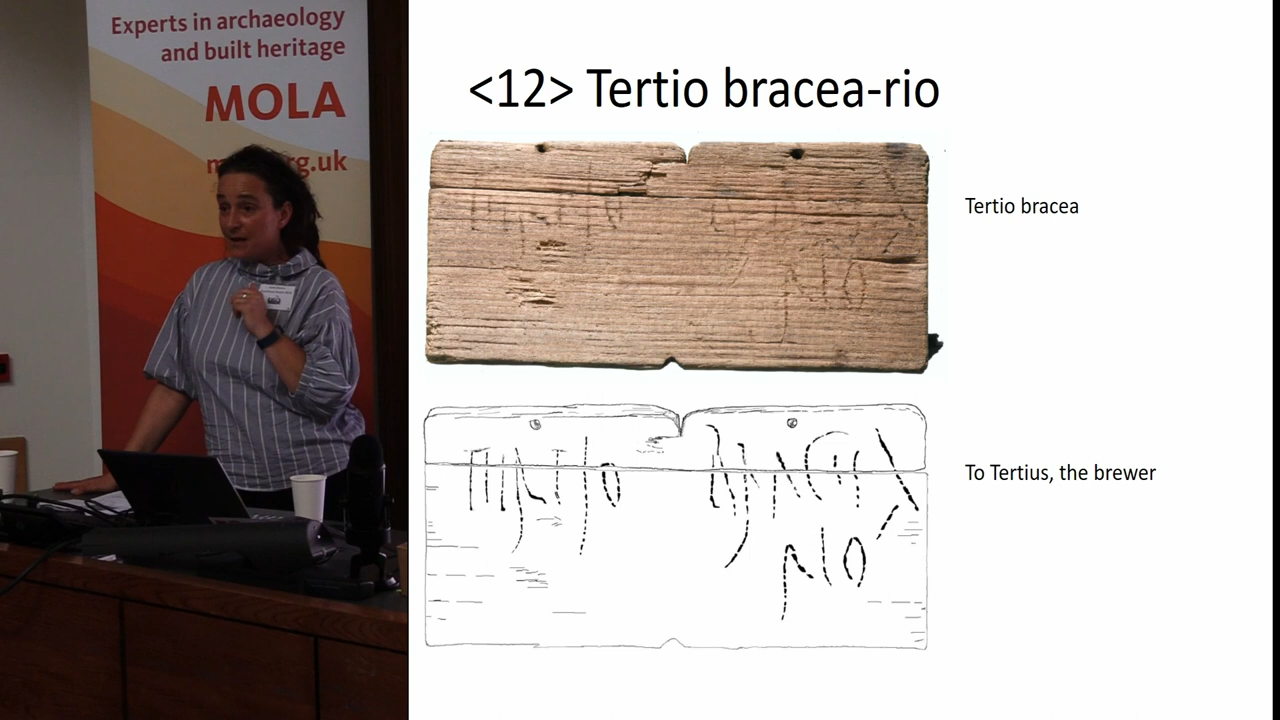 Experts in archaeology
and built heritage
MOLA
<12> Tertio bracea-rio
Tertio bracea
To Tertius, the brewer